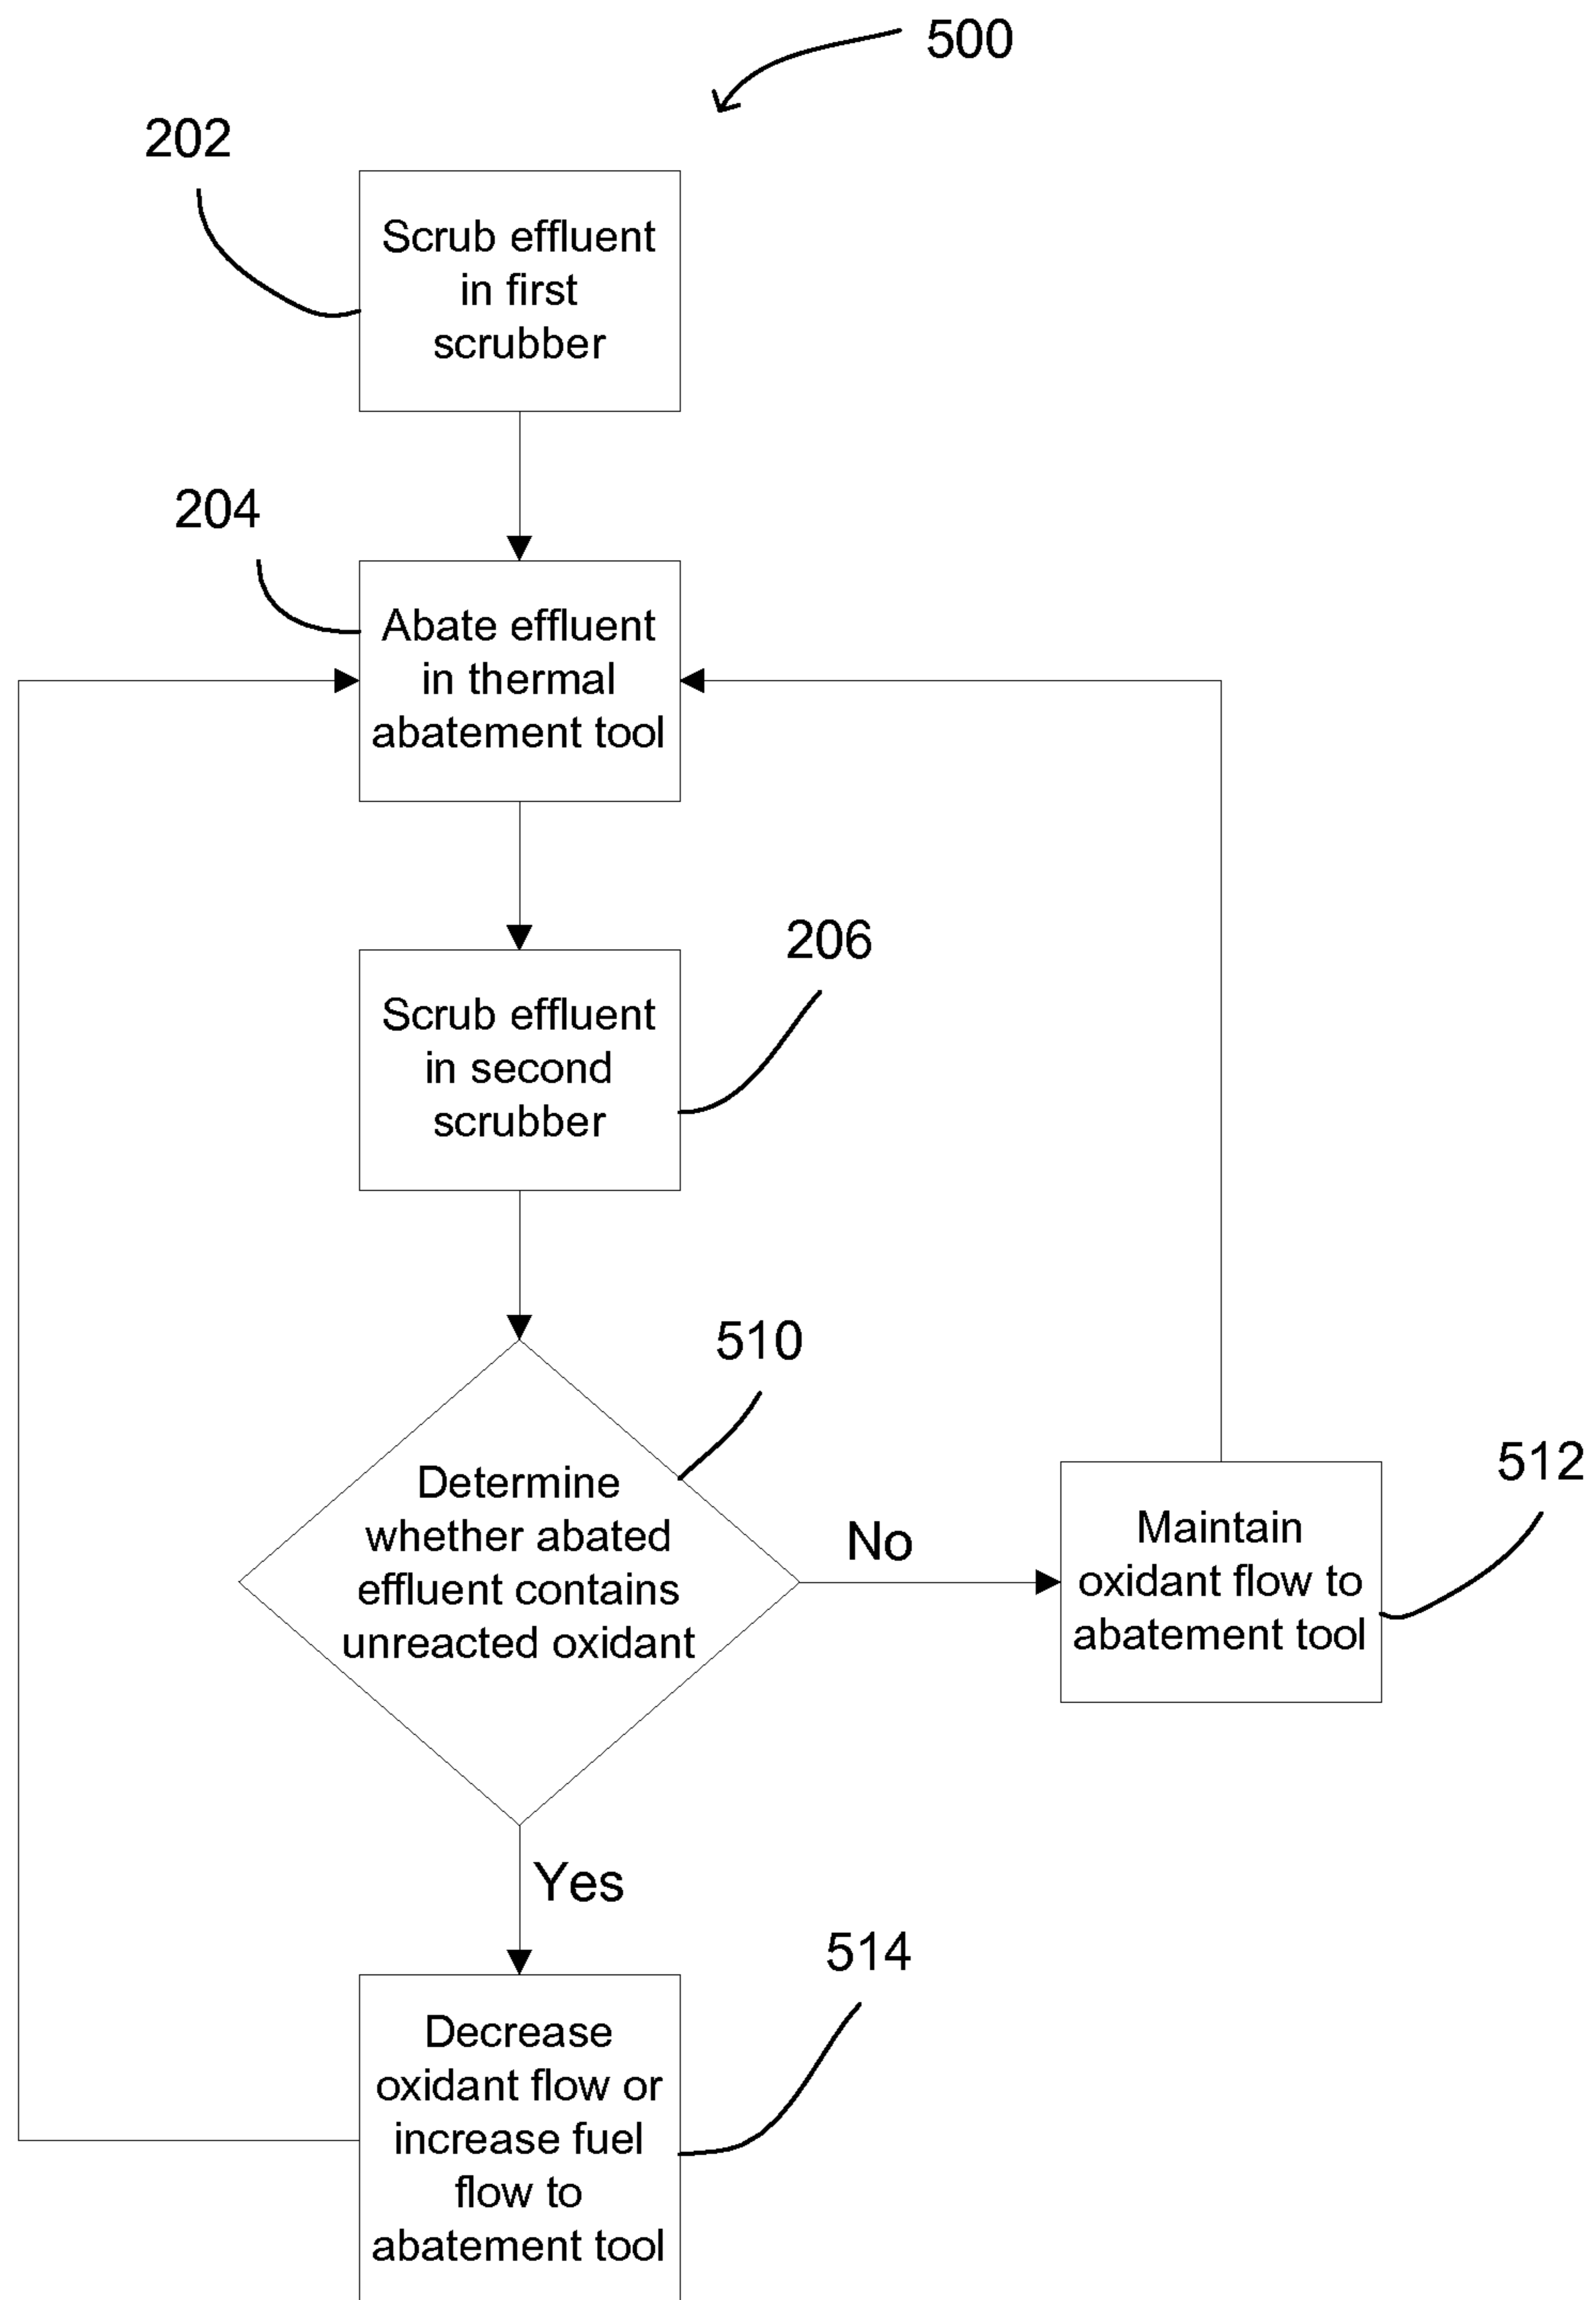 500
202
Scrub effluent
in first
scrubber
204
Abate effluent
in thermal
abatement tool
206
Scrub effluent
in second
scrubber
510
Determine
whether abated
effluent contains
unreacted oxidant
No
512
Maintain
oxidant flow to
abatement tool
Yes
514
Decrease
oxidant flow or
increase fuel
flow to
abatement tool